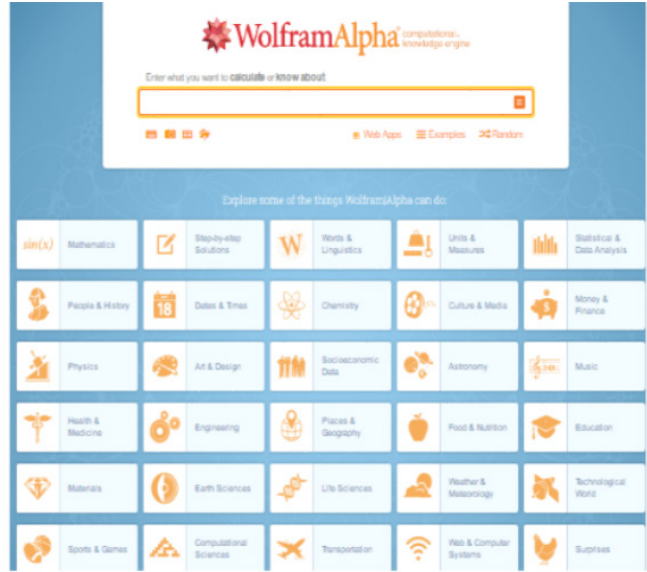 WolframAlpha computational knowledge engine
Enter what you want to calculate or know about:
Web Apps Examples Random
Explore some of the things Wolfram|Alpha can do:
sin(x) Mathematics
Step-by-step
Solutions
W Words &
Linguistics
Units &
Measures
Statistical &
Data Analysis
People & History
18 Dates & Times
Chemistry
Culture & Media
$ Money &
Finance
Physics
Art & Design
Socioeconomic
Data
Astronomy
Music
Health &
Medicine
Engineering
Places &
Geography
Food & Nutrition
Education
Materials
Earth Sciences
Life Sciences
Weather &
Meteorology
Technological
World
Sports & Games
Computational
Sciences
Transportation
Web & Computer
Systems
Surprises